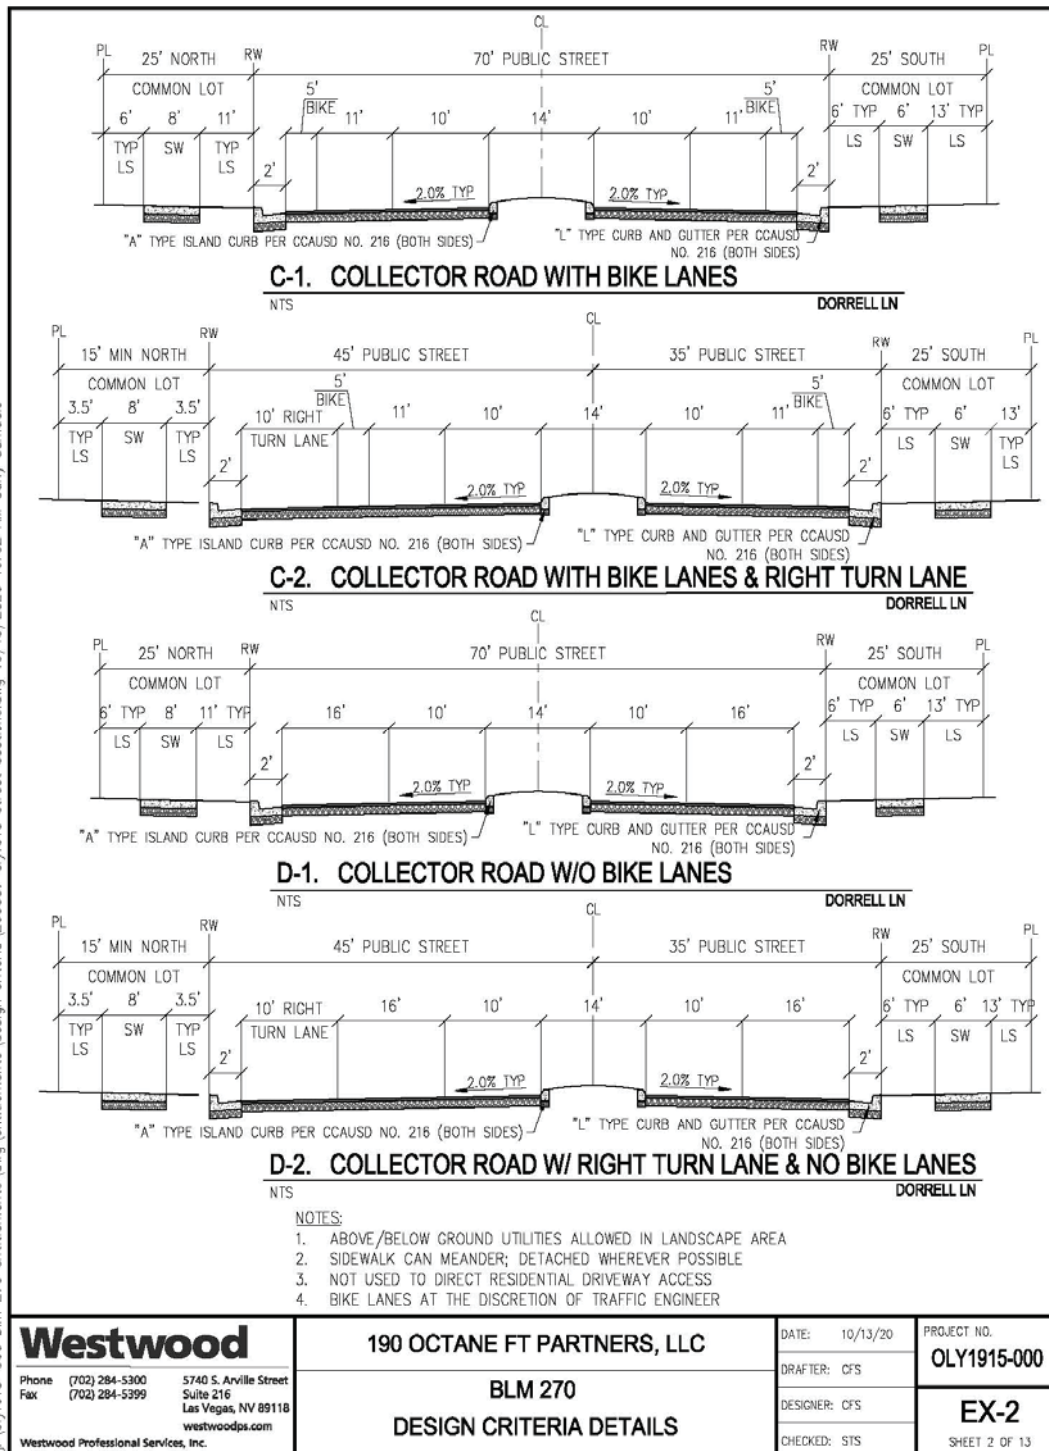 CL
PL
25' NORTH
RW
70' PUBLIC STREET
RW
25' SOUTH
PL
COMMON LOT
COMMON LOT
6'
8'
11'
5'
BIKE
11'
10'
14'
10'
11'
5'
BIKE
6' TYP
6'
13' TYP
TYP
LS
SW
TYP
LS
LS
SW
LS
2'
2.0% TYP
2.0% TYP
2'
"A" TYPE ISLAND CURB PER CCAUSD NO. 216 (BOTH SIDES)
"L" TYPE CURB AND GUTTER PER CCAUSD
NO. 216 (BOTH SIDES)
C-1. COLLECTOR ROAD WITH BIKE LANES
NTS
DORRELL LN
CL
PL
15' MIN NORTH
RW
45' PUBLIC STREET
35' PUBLIC STREET
RW
25' SOUTH
PL
COMMON LOT
COMMON LOT
3.5'
8'
3.5'
10' RIGHT
TURN LANE
5'
BIKE
11'
10'
14'
10'
11'
5'
BIKE
6' TYP
6'
13'
TYP
LS
SW
TYP
LS
LS
SW
TYP
LS
2'
2.0% TYP
2.0% TYP
2'
"A" TYPE ISLAND CURB PER CCAUSD NO. 216 (BOTH SIDES)
"L" TYPE CURB AND GUTTER PER CCAUSD
NO. 216 (BOTH SIDES)
C-2. COLLECTOR ROAD WITH BIKE LANES & RIGHT TURN LANE
NTS
DORRELL LN
CL
PL
25' NORTH
RW
70' PUBLIC STREET
RW
25' SOUTH
PL
COMMON LOT
COMMON LOT
6' TYP
8'
11' TYP
16'
10'
14'
10'
16'
6' TYP
6'
13' TYP
LS
SW
LS
LS
SW
LS
2'
2.0% TYP
2.0% TYP
2'
"A" TYPE ISLAND CURB PER CCAUSD NO. 216 (BOTH SIDES)
"L" TYPE CURB AND GUTTER PER CCAUSD
NO. 216 (BOTH SIDES)
D-1. COLLECTOR ROAD W/O BIKE LANES
NTS
DORRELL LN
CL
PL
15' MIN NORTH
RW
45' PUBLIC STREET
35' PUBLIC STREET
RW
25' SOUTH
PL
COMMON LOT
COMMON LOT
3.5'
8'
3.5'
10' RIGHT
TURN LANE
16'
10'
14'
10'
16'
6' TYP
6'
13' TYP
TYP
LS
SW
TYP
LS
LS
SW
LS
2'
2.0% TYP
2.0% TYP
2'
"A" TYPE ISLAND CURB PER CCAUSD NO. 216 (BOTH SIDES)
"L" TYPE CURB AND GUTTER PER CCAUSD
NO. 216 (BOTH SIDES)
D-2. COLLECTOR ROAD W/ RIGHT TURN LANE & NO BIKE LANES
NTS
DORRELL LN
NOTES:
1. ABOVE/BELOW GROUND UTILITIES ALLOWED IN LANDSCAPE AREA
2. SIDEWALK CAN MEANDER; DETACHED WHEREVER POSSIBLE
3. NOT USED TO DIRECT RESIDENTIAL DRIVEWAY ACCESS
4. BIKE LANES AT THE DISCRETION OF TRAFFIC ENGINEER
Westwood
Phone (702) 284-5300
Fax (702) 284-5399
5740 S. Arville Street
Suite 216
Las Vegas, NV 89118
westwoodps.com
Westwood Professional Services, Inc.
190 OCTANE FT PARTNERS, LLC
BLM 270
DESIGN CRITERIA DETAILS
DATE: 10/13/20
DRAFTER: CFS
DESIGNER: CFS
CHECKED: STS
PROJECT NO.
OLY1915-000
EX-2
SHEET 2 OF 13